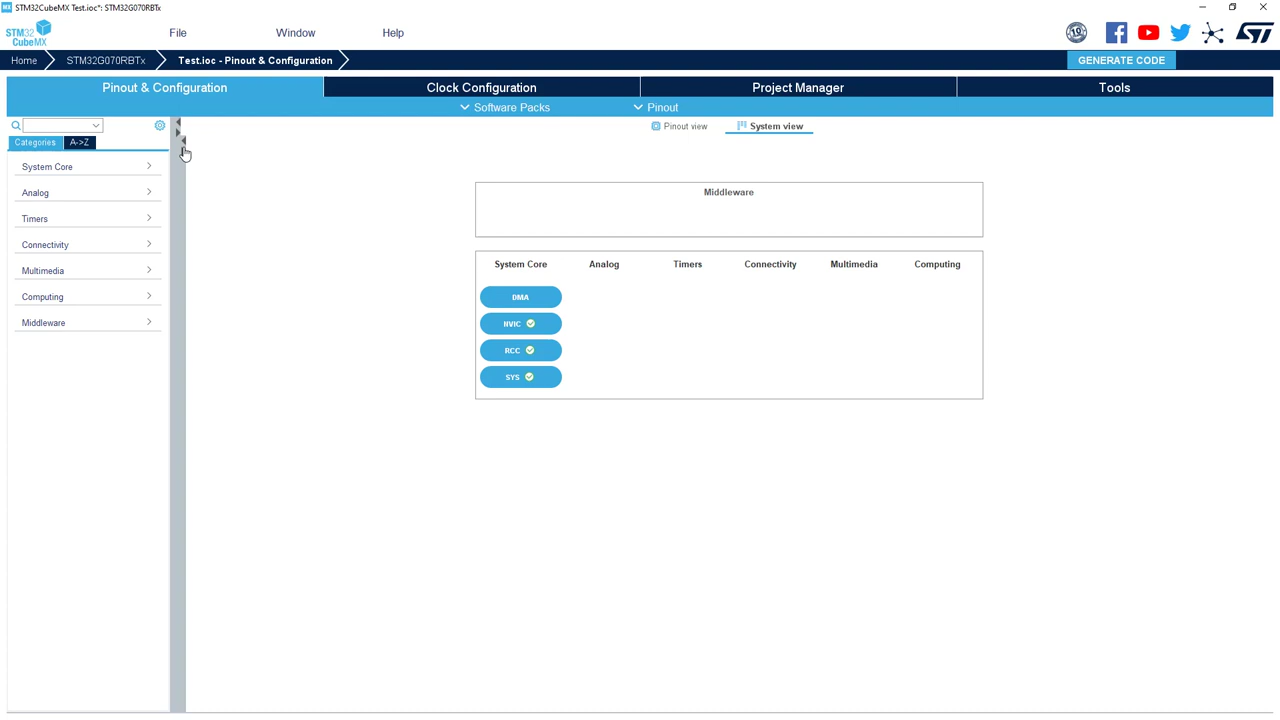 STM32CubeMX Test.ioc*: STM32G070RBTx
STM32 CubeMX
File Window Help
Home STM32G070RBTx Test.ioc - Pinout & Configuration GENERATE CODE
Pinout & Configuration Clock Configuration Project Manager Tools
Software Packs Pinout
Pinout view System view
Categories A->Z
System Core
Analog
Timers
Connectivity
Multimedia
Computing
Middleware
Middleware
System Core Analog Timers Connectivity Multimedia Computing
DMA
NVIC
RCC
SYS